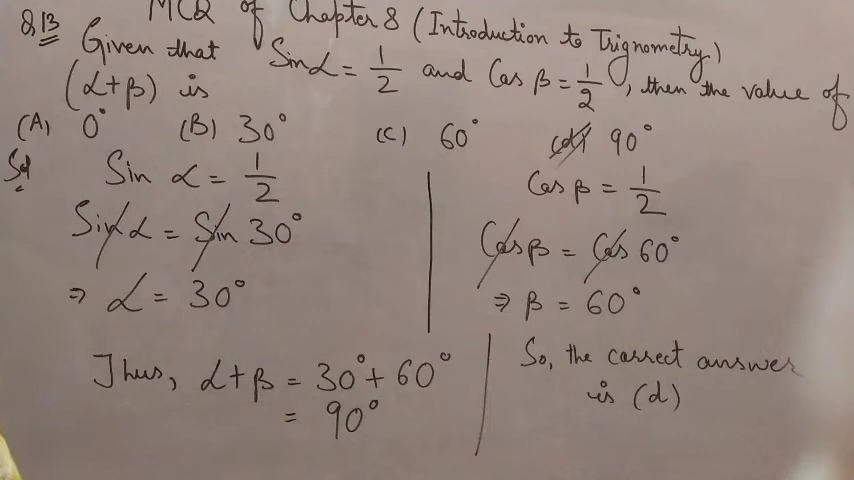 MCQ of Chapter 8 (Introduction to Trignometry)
Q13 Given that Sin α = 1/2 and Cos β = 1/2, then the value of
(α+β) is
(A) 0° (B) 30° (C) 60° (d) 90°
Sol Sin α = 1/2
Sin α = Sin 30°
⇒ α = 30°
Cos β = 1/2
Cos β = Cos 60°
⇒ β = 60°
Thus, α+β = 30°+60°
= 90°
So, the correct answer
is (d)